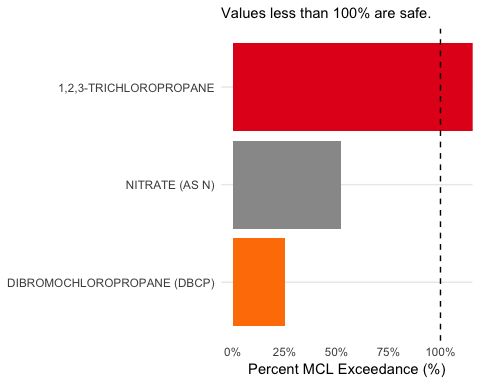 Values less than 100% are safe.
1,2,3-TRICHLOROPROPANE
NITRATE (AS N)
DIBROMOCHLOROPROPANE (DBCP)
0% 25% 50% 75% 100%
Percent MCL Exceedance (%)